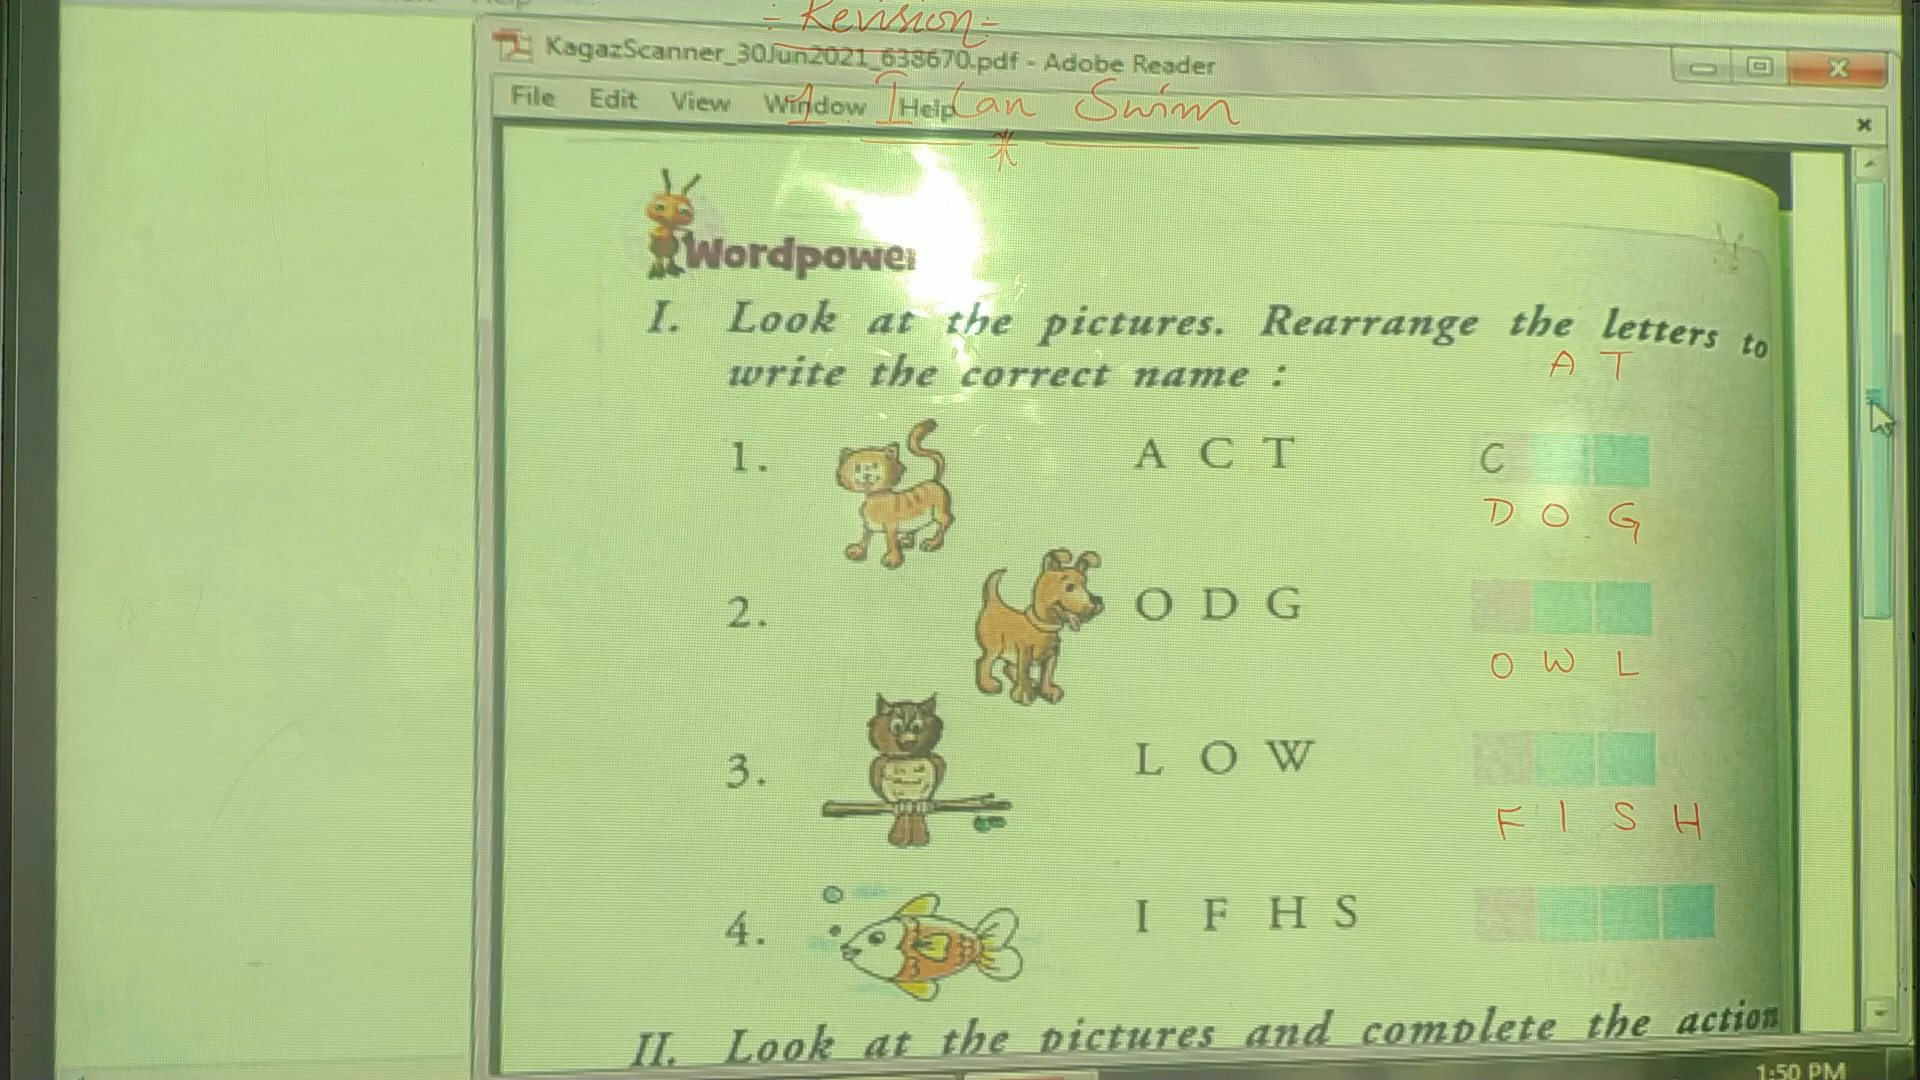 - Revision -
KagazScanner_30Jun2021_638670.pdf - Adobe Reader
File Edit View Window Help
1. I Can Swim
Wordpower
I. Look at the pictures. Rearrange the letters to
write the correct name :
A T
1. A C T C
D O G
2. O D G
O W L
3. L O W
F I S H
4. I F H S
II. Look at the pictures and complete the action
1:50 PM